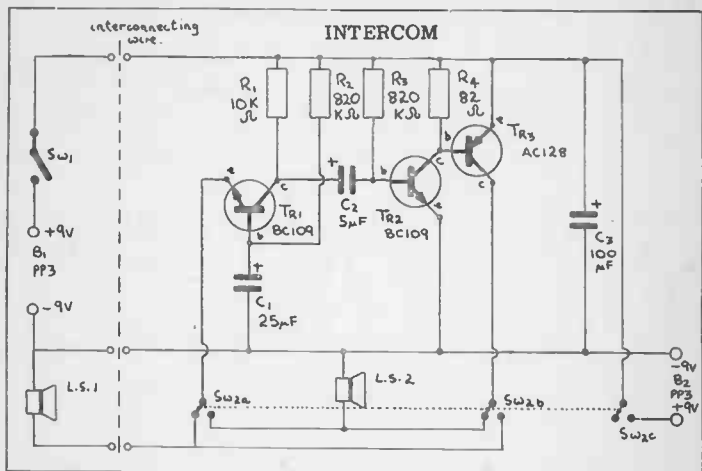 INTERCOM
interconnecting
wire.
R1
10K
Ω
R2
820
KΩ
R3
820
KΩ
R4
82
Ω
e
b
c
TR3
AC128
c
Sw1
+9V
B1
PP3
-9V
e
c
TR1
BC109
b
+
C2
5μF
b
c
e
TR2
BC109
+
C1
25μF
+
C3
100
μF
L.S.1
L.S.2
Sw2a
Sw2b
Sw2c
-9V
B2
PP3
+9V